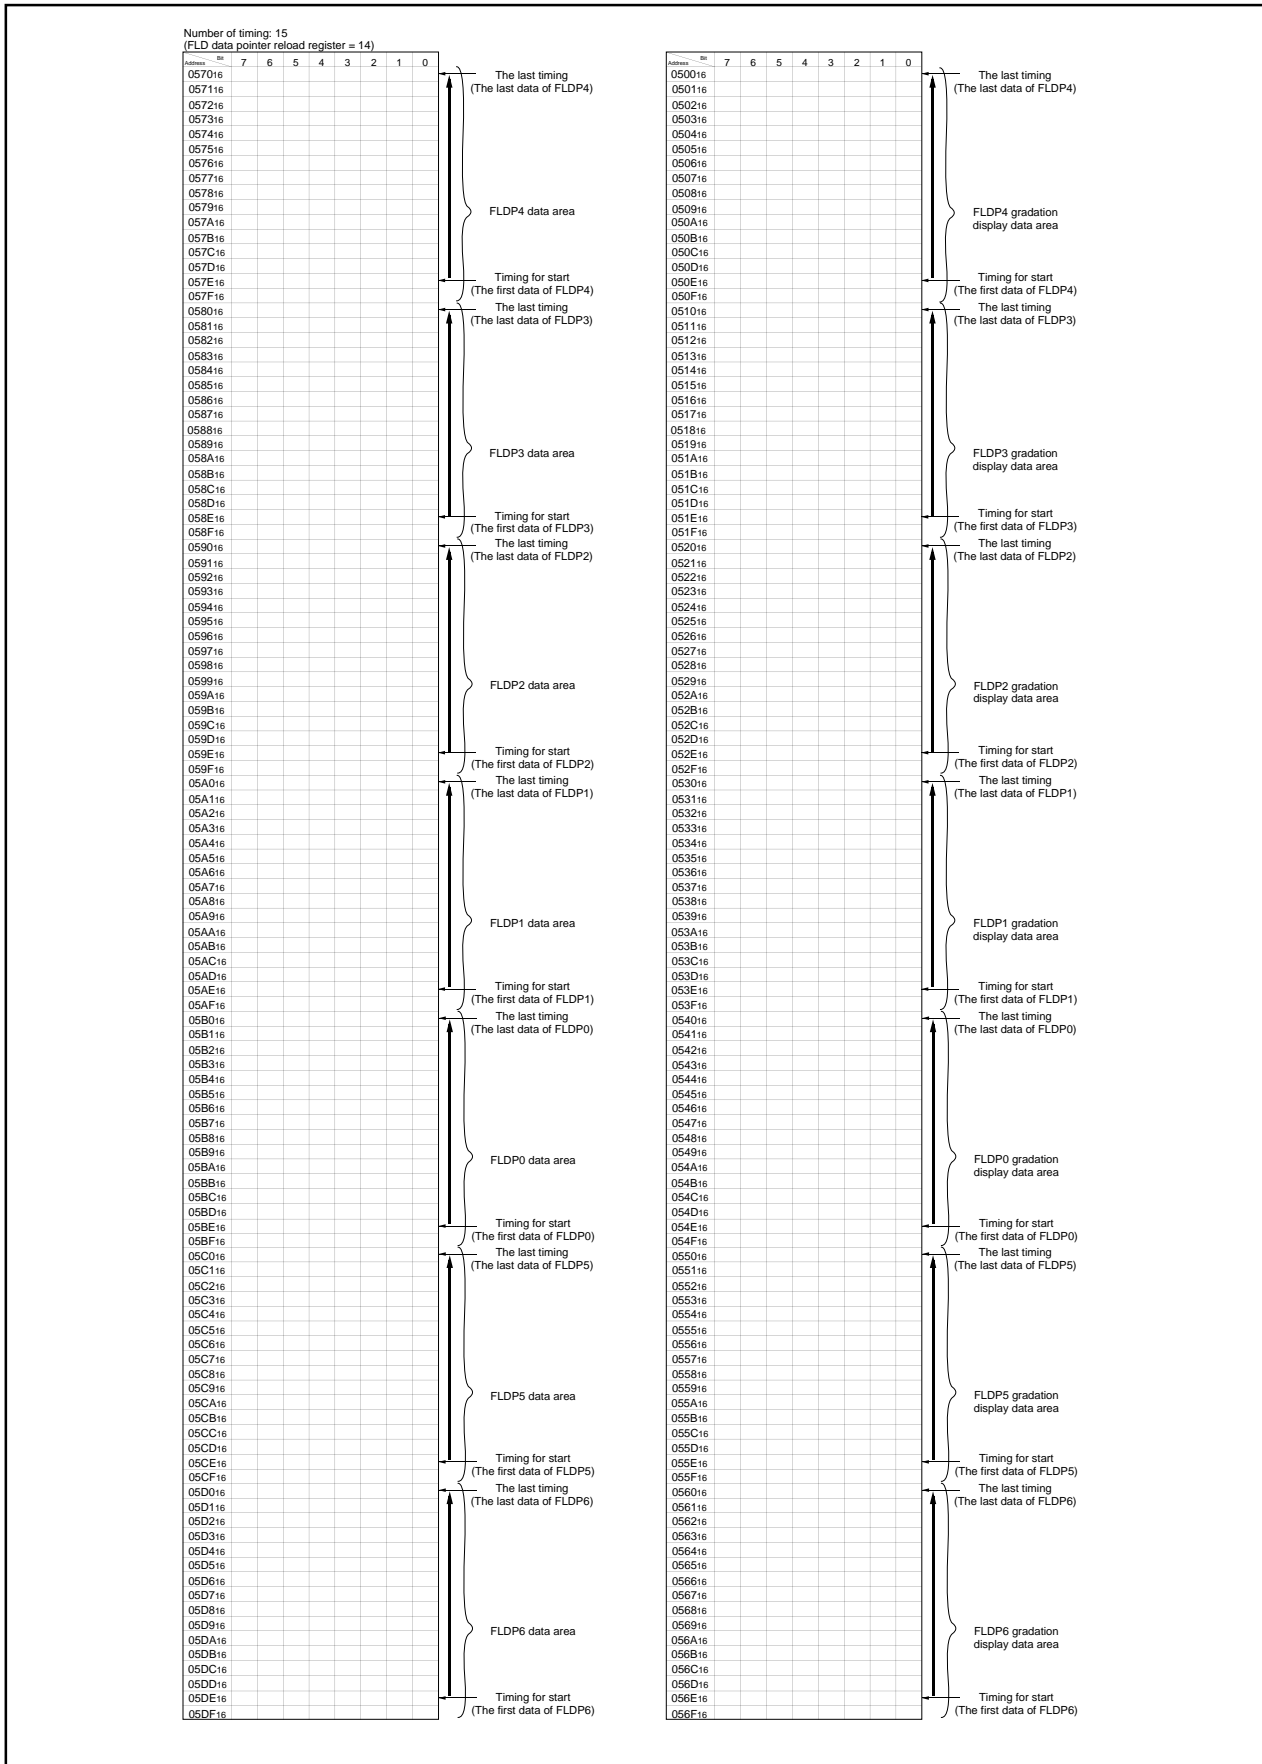 Number of timing: 15
(FLD data pointer reload register = 14)
Bit
Address 7 6 5 4 3 2 1 0
057016
057116
057216
057316
057416
057516
057616
057716
057816
057916
057A16
057B16
057C16
057D16
057E16
057F16
058016
058116
058216
058316
058416
058516
058616
058716
058816
058916
058A16
058B16
058C16
058D16
058E16
058F16
059016
059116
059216
059316
059416
059516
059616
059716
059816
059916
059A16
059B16
059C16
059D16
059E16
059F16
05A016
05A116
05A216
05A316
05A416
05A516
05A616
05A716
05A816
05A916
05AA16
05AB16
05AC16
05AD16
05AE16
05AF16
05B016
05B116
05B216
05B316
05B416
05B516
05B616
05B716
05B816
05B916
05BA16
05BB16
05BC16
05BD16
05BE16
05BF16
05C016
05C116
05C216
05C316
05C416
05C516
05C616
05C716
05C816
05C916
05CA16
05CB16
05CC16
05CD16
05CE16
05CF16
05D016
05D116
05D216
05D316
05D416
05D516
05D616
05D716
05D816
05D916
05DA16
05DB16
05DC16
05DD16
05DE16
05DF16
The last timing
(The last data of FLDP4)
FLDP4 data area
Timing for start
(The first data of FLDP4)
The last timing
(The last data of FLDP3)
FLDP3 data area
Timing for start
(The first data of FLDP3)
The last timing
(The last data of FLDP2)
FLDP2 data area
Timing for start
(The first data of FLDP2)
The last timing
(The last data of FLDP1)
FLDP1 data area
Timing for start
(The first data of FLDP1)
The last timing
(The last data of FLDP0)
FLDP0 data area
Timing for start
(The first data of FLDP0)
The last timing
(The last data of FLDP5)
FLDP5 data area
Timing for start
(The first data of FLDP5)
The last timing
(The last data of FLDP6)
FLDP6 data area
Timing for start
(The first data of FLDP6)
Bit
Address 7 6 5 4 3 2 1 0
050016
050116
050216
050316
050416
050516
050616
050716
050816
050916
050A16
050B16
050C16
050D16
050E16
050F16
051016
051116
051216
051316
051416
051516
051616
051716
051816
051916
051A16
051B16
051C16
051D16
051E16
051F16
052016
052116
052216
052316
052416
052516
052616
052716
052816
052916
052A16
052B16
052C16
052D16
052E16
052F16
053016
053116
053216
053316
053416
053516
053616
053716
053816
053916
053A16
053B16
053C16
053D16
053E16
053F16
054016
054116
054216
054316
054416
054516
054616
054716
054816
054916
054A16
054B16
054C16
054D16
054E16
054F16
055016
055116
055216
055316
055416
055516
055616
055716
055816
055916
055A16
055B16
055C16
055D16
055E16
055F16
056016
056116
056216
056316
056416
056516
056616
056716
056816
056916
056A16
056B16
056C16
056D16
056E16
056F16
The last timing
(The last data of FLDP4)
FLDP4 gradation
display data area
Timing for start
(The first data of FLDP4)
The last timing
(The last data of FLDP3)
FLDP3 gradation
display data area
Timing for start
(The first data of FLDP3)
The last timing
(The last data of FLDP2)
FLDP2 gradation
display data area
Timing for start
(The first data of FLDP2)
The last timing
(The last data of FLDP1)
FLDP1 gradation
display data area
Timing for start
(The first data of FLDP1)
The last timing
(The last data of FLDP0)
FLDP0 gradation
display data area
Timing for start
(The first data of FLDP0)
The last timing
(The last data of FLDP5)
FLDP5 gradation
display data area
Timing for start
(The first data of FLDP5)
The last timing
(The last data of FLDP6)
FLDP6 gradation
display data area
Timing for start
(The first data of FLDP6)